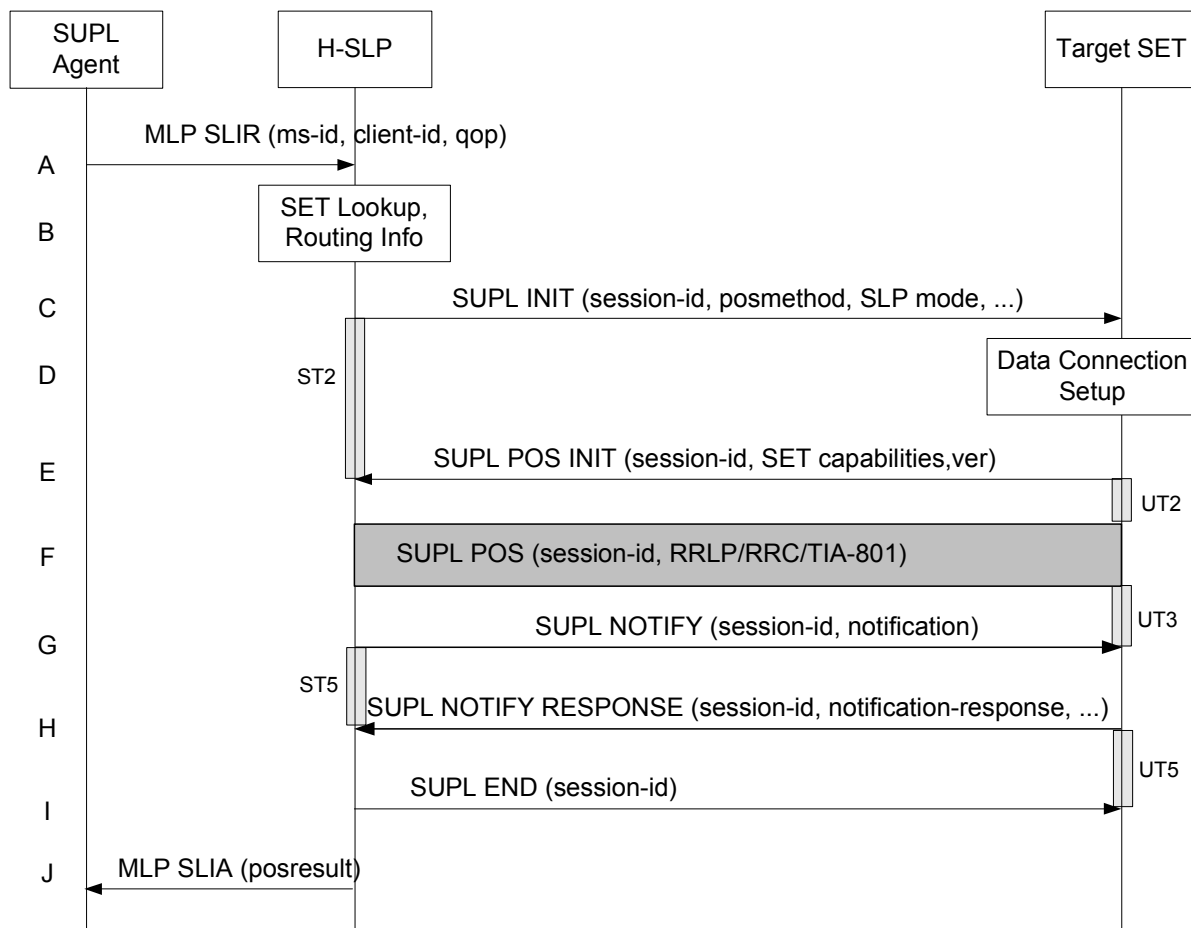 SUPL
Agent
H-SLP
Target SET
MLP SLIR (ms-id, client-id, qop)
A
SET Lookup,
Routing Info
B
SUPL INIT (session-id, posmethod, SLP mode, ...)
C
Data Connection
Setup
D
ST2
SUPL POS INIT (session-id, SET capabilities,ver)
E
UT2
F
SUPL POS (session-id, RRLP/RRC/TIA-801)
UT3
SUPL NOTIFY (session-id, notification)
G
ST5
SUPL NOTIFY RESPONSE (session-id, notification-response, ...)
H
UT5
SUPL END (session-id)
I
MLP SLIA (posresult)
J